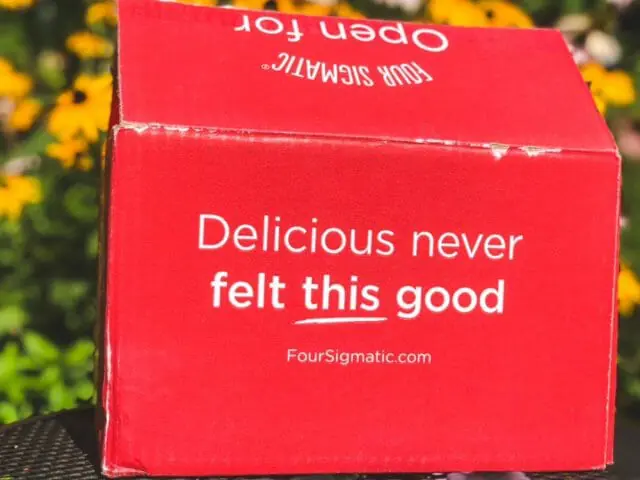 Open for
FOUR SIGMATIC®
Delicious never
felt this good
FourSigmatic.com